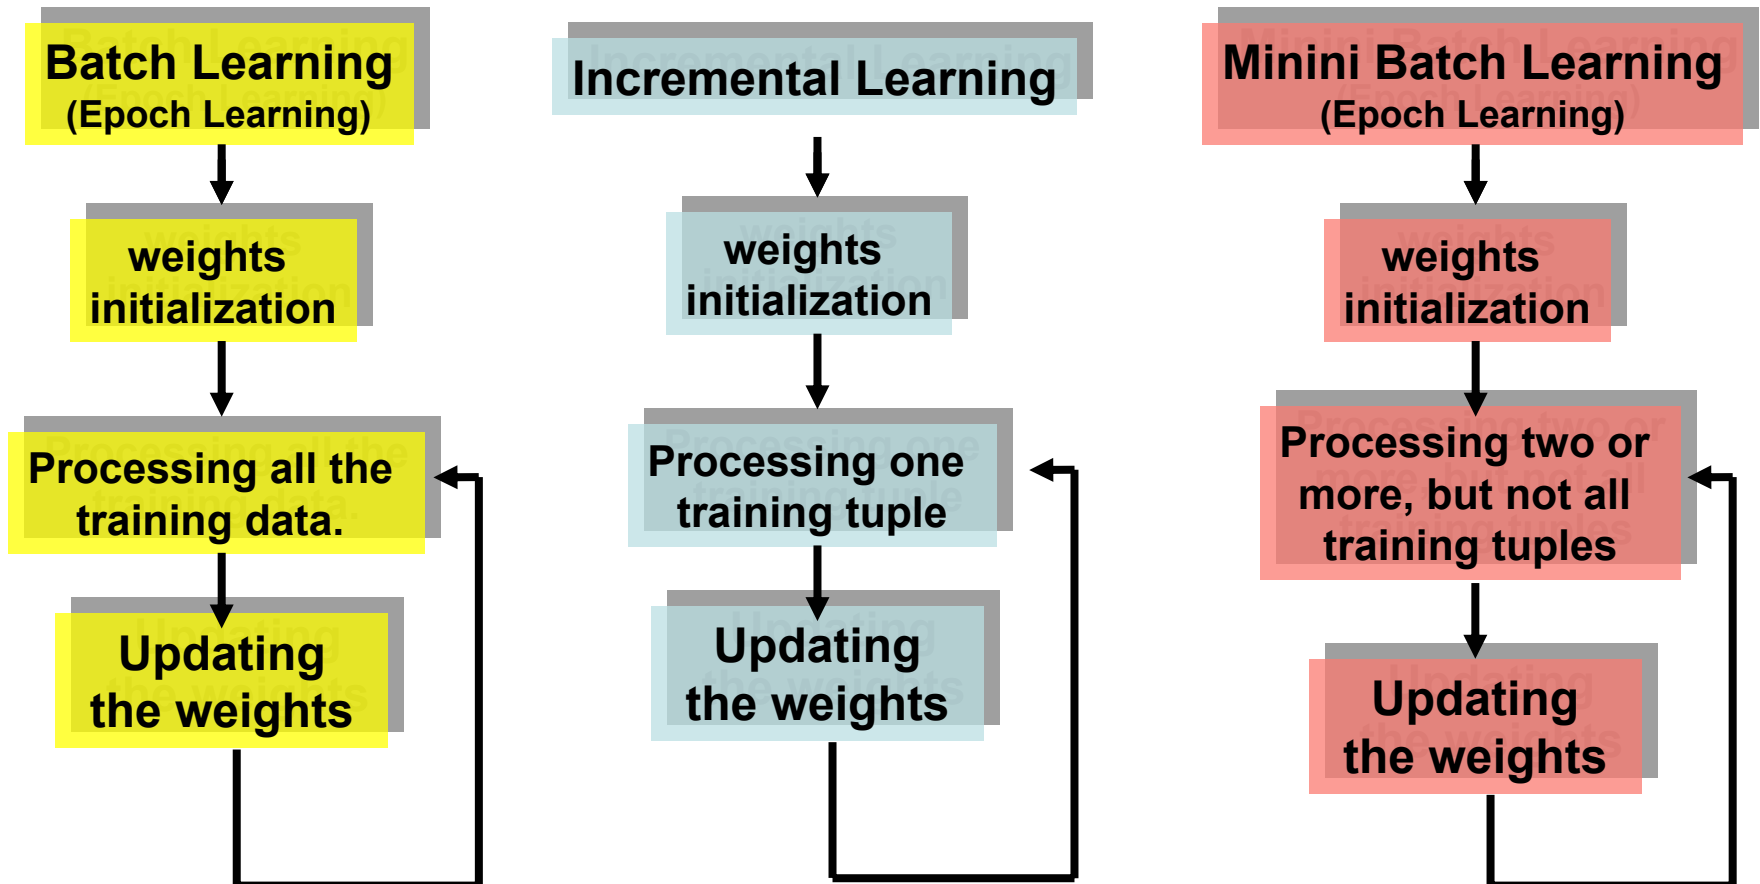 Batch Learning
(Epoch Learning)
weights
initialization
Processing all the
training data.
Updating
the weights
Incremental Learning
weights
initialization
Processing one
training tuple
Updating
the weights
Minini Batch Learning
(Epoch Learning)
weights
initialization
Processing two or
more, but not all
training tuples
Updating
the weights